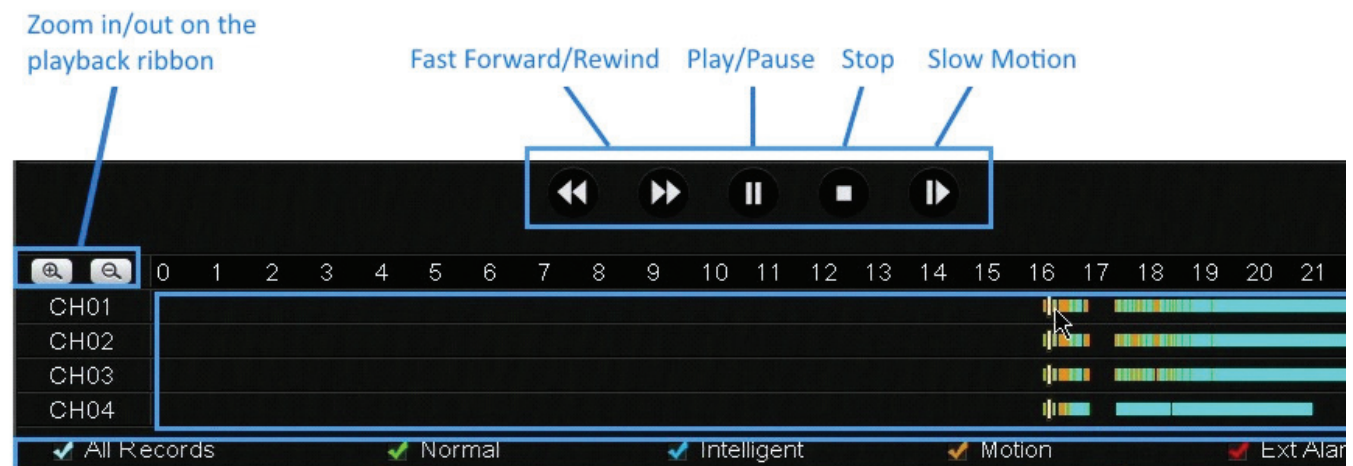 Zoom in/out on the
playback ribbon
Fast Forward/Rewind Play/Pause Stop Slow Motion
0 1 2 3 4 5 6 7 8 9 10 11 12 13 14 15 16 17 18 19 20 21
CH01
CH02
CH03
CH04
All Records Normal Intelligent Motion Ext Alar